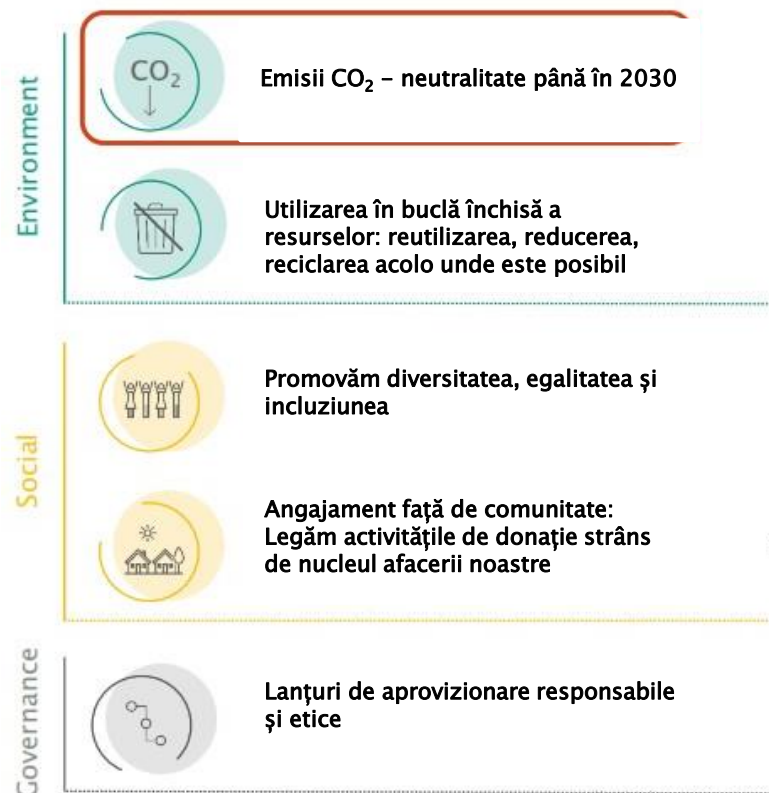 Environment
CO₂
Emisii CO₂ – neutralitate până în 2030
Utilizarea în buclă închisă a
resurselor: reutilizarea, reducerea,
reciclarea acolo unde este posibil
Social
Promovăm diversitatea, egalitatea și
incluziunea
Angajament față de comunitate:
Legăm activitățile de donație strâns
de nucleul afacerii noastre
Governance
Lanțuri de aprovizionare responsabile
și etice